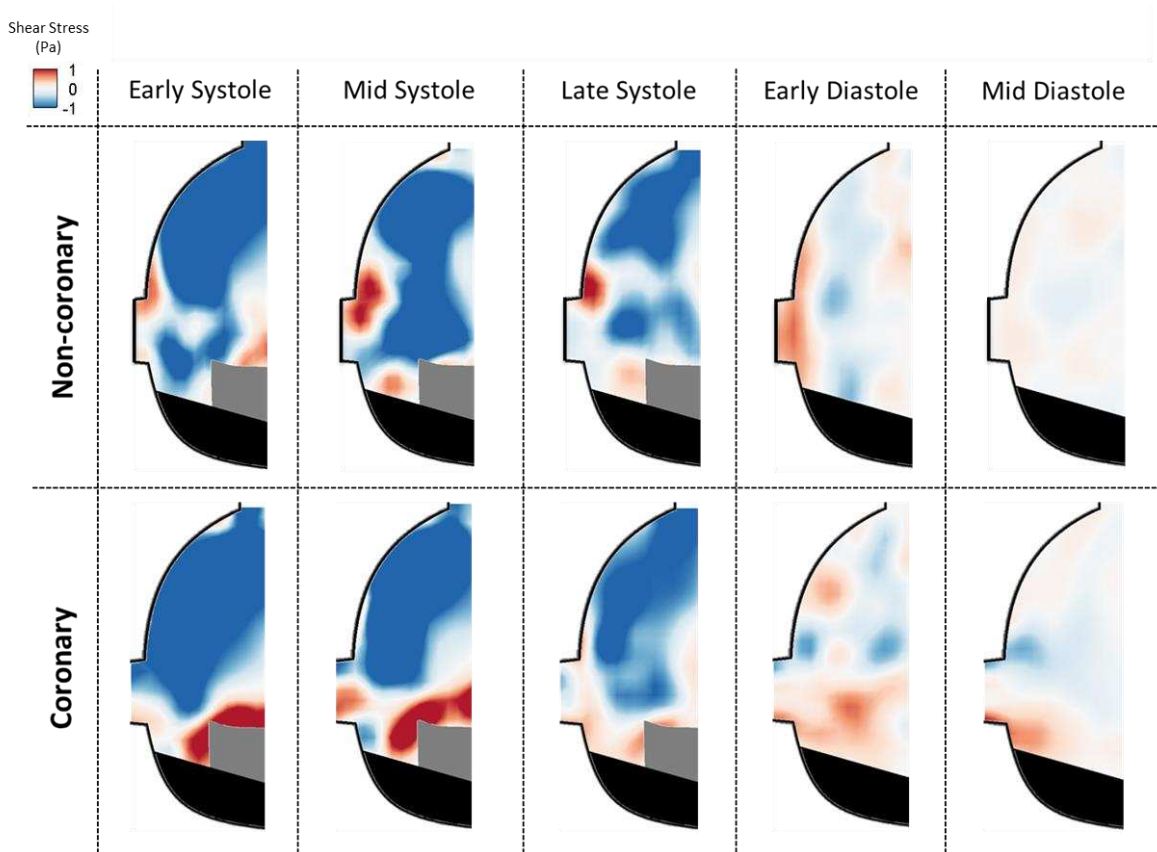 Shear Stress
(Pa)
1
0
-1
Early Systole
Mid Systole
Late Systole
Early Diastole
Mid Diastole
Non-coronary
Coronary